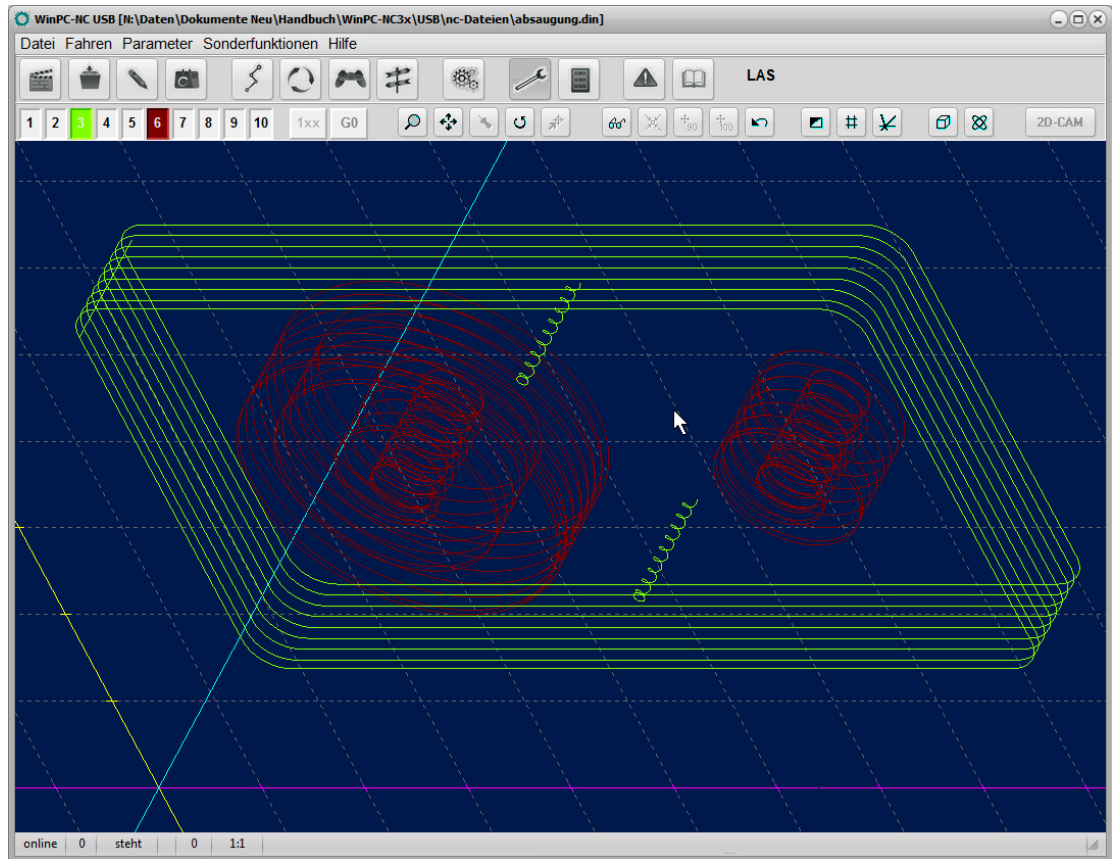 WinPC-NC USB [N:\Daten\Dokumente Neu\Handbuch\WinPC-NC3x\USB\nc-Dateien\absaugung.din]
Datei Fahren Parameter Sonderfunktionen Hilfe
LAS
1 2 3 4 5 6 7 8 9 10 1xx G0 90 100 2D-CAM
online 0 steht 0 1:1